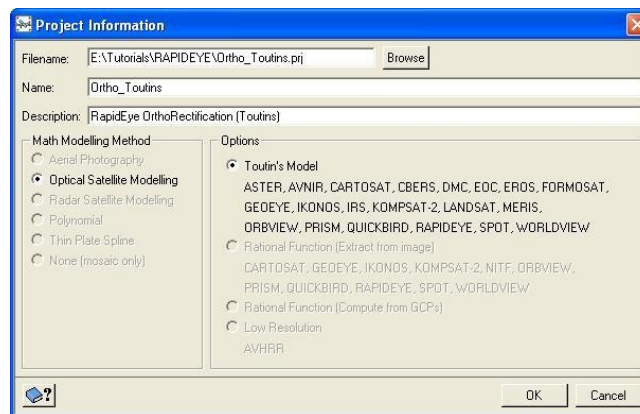 Project Information
Filename: E:\Tutorials\RAPIDEYE\Ortho_Toutins.prj Browse
Name: Ortho_Toutins
Description: RapidEye OrthoRectification (Toutins)
Math Modelling Method
Aerial Photography
Optical Satellite Modelling
Radar Satellite Modelling
Polynomial
Thin Plate Spline
None (mosaic only)
Options
Toutin's Model
ASTER, AVNIR, CARTOSAT, CBERS, DMC, EOC, EROS, FORMOSAT,
GEOEYE, IKONOS, IRS, KOMPSAT-2, LANDSAT, MERIS,
ORBVIEW, PRISM, QUICKBIRD, RAPIDEYE, SPOT, WORLDVIEW
Rational Function (Extract from image)
CARTOSAT, GEOEYE, IKONOS, KOMPSAT-2, NITF, ORBVIEW,
PRISM, QUICKBIRD, RAPIDEYE, SPOT, WORLDVIEW
Rational Function (Compute from GCPs)
Low Resolution
AVHRR
?
OK Cancel